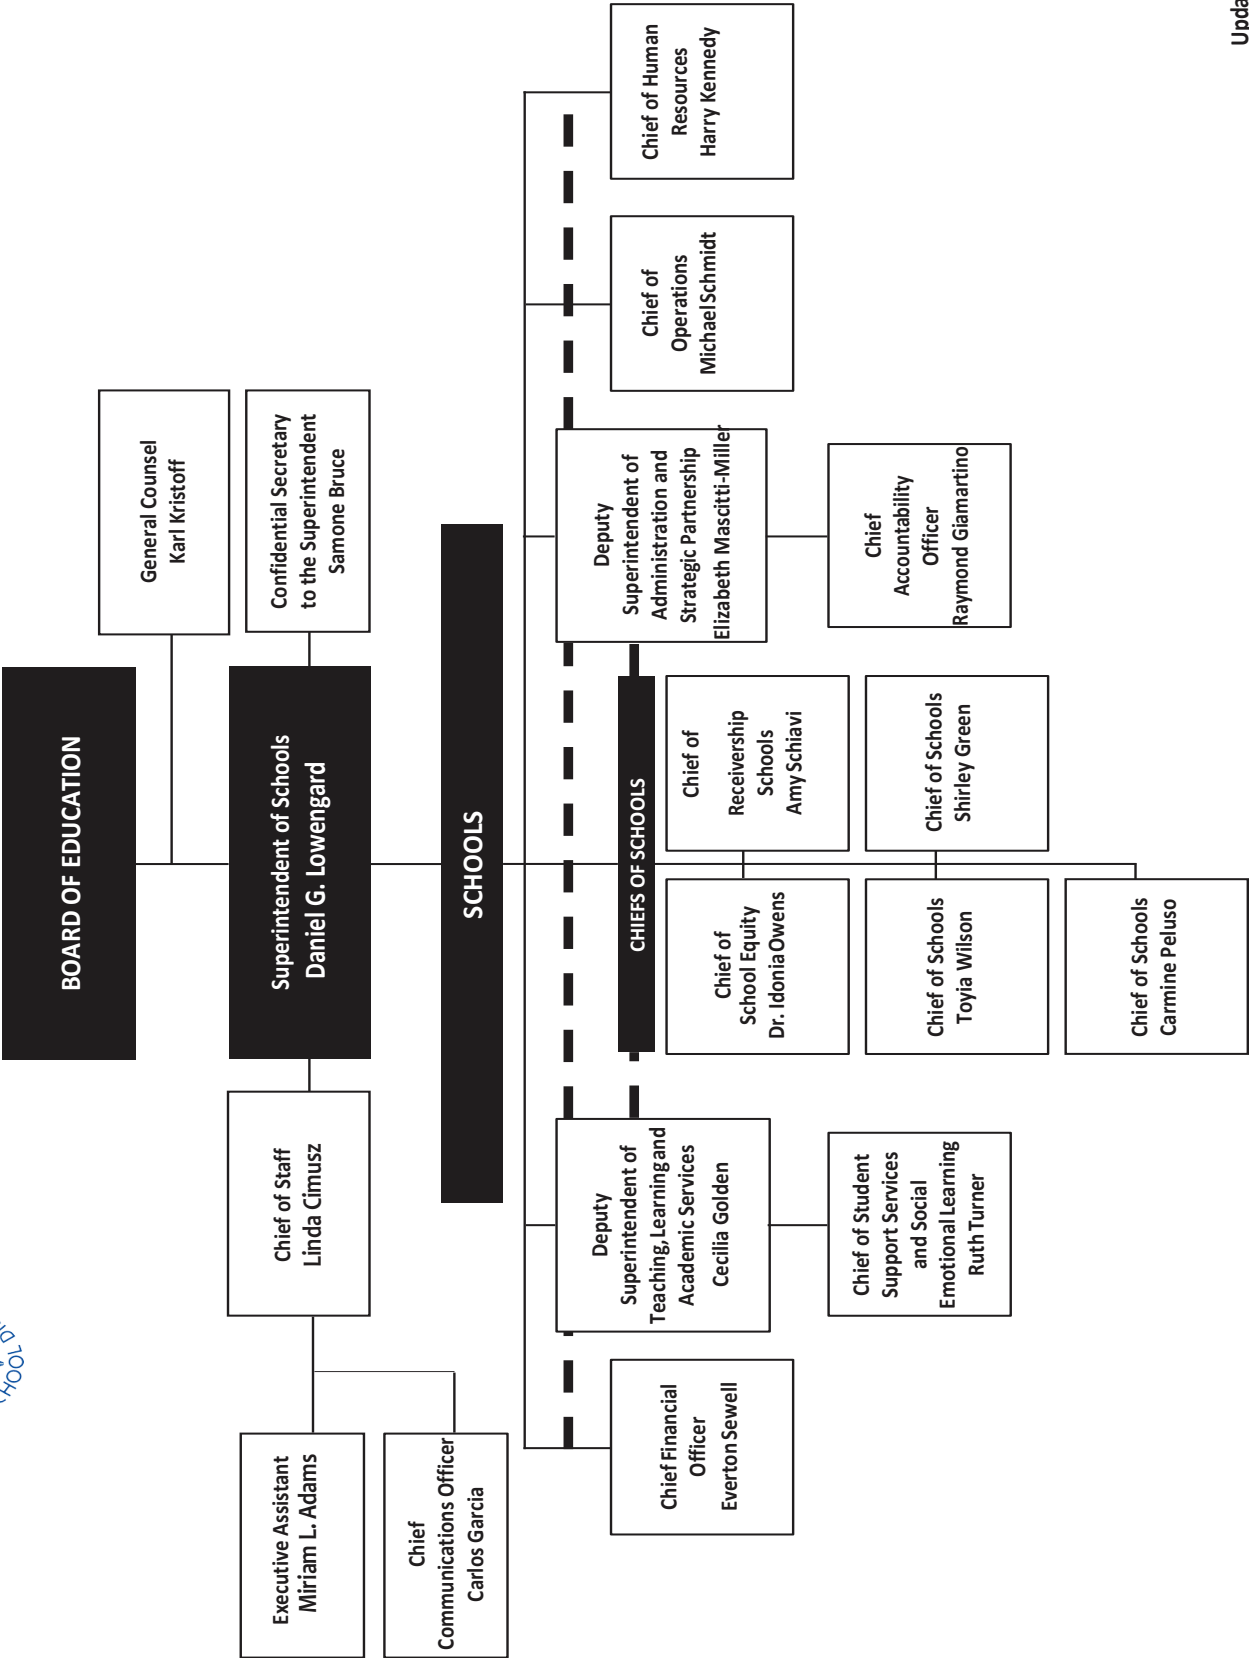 BOARD OF EDUCATION
General Counsel
Karl Kristoff
Superintendent of Schools
Daniel G. Lowengard
Confidential Secretary
to the Superintendent
Samone Bruce
Chief of Staff
Linda Cimusz
Executive Assistant
Miriam L. Adams
Chief
Communications Officer
Carlos Garcia
SCHOOLS
Chief Financial
Officer
Everton Sewell
Deputy
Superintendent of
Teaching, Learning and
Academic Services
Cecilia Golden
CHIEFS OF SCHOOLS
Deputy
Superintendent of
Administration and
Strategic Partnership
Elizabeth Mascitti-Miller
Chief of
Operations
Michael Schmidt
Chief of Human
Resources
Harry Kennedy
Chief of Student
Support Services
and Social
Emotional Learning
Ruth Turner
Chief of
School Equity
Dr. Idonia Owens
Chief of
Receivership
Schools
Amy Schiavi
Chief
Accountability
Officer
Raymond Giamartino
Chief of Schools
Toyia Wilson
Chief of Schools
Shirley Green
Chief of Schools
Carmine Peluso